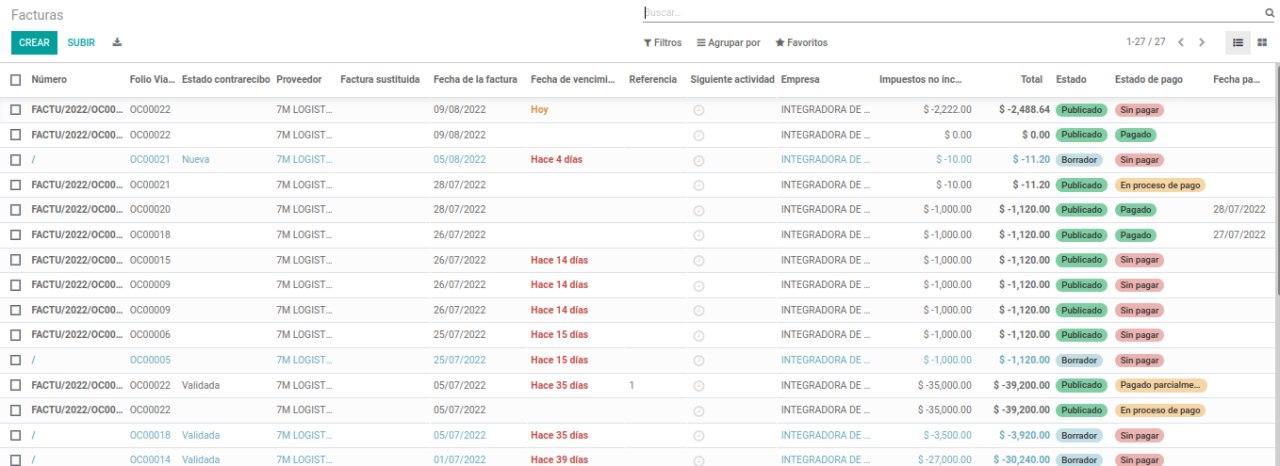 Facturas
Buscar...
CREAR SUBIR Filtros Agrupar por Favoritos 1-27 / 27
Número Folio Via... Estado contrarecibo Proveedor Factura sustituida Fecha de la factura Fecha de vencimi... Referencia Siguiente actividad Empresa Impuestos no inc... Total Estado Estado de pago Fecha pa...
FACTU/2022/OC00... OC00022 7M LOGIST... 09/08/2022 Hoy INTEGRADORA DE ... $ -2,222.00 $ -2,488.64 Publicado Sin pagar
FACTU/2022/OC00... OC00022 7M LOGIST... 09/08/2022 INTEGRADORA DE ... $ 0.00 $ 0.00 Publicado Pagado
/ OC00021 Nueva 7M LOGIST... 05/08/2022 Hace 4 días INTEGRADORA DE ... $ -10.00 $ -11.20 Borrador Sin pagar
FACTU/2022/OC00... OC00021 7M LOGIST... 28/07/2022 INTEGRADORA DE ... $ -10.00 $ -11.20 Publicado En proceso de pago
FACTU/2022/OC00... OC00020 7M LOGIST... 28/07/2022 INTEGRADORA DE ... $ -1,000.00 $ -1,120.00 Publicado Pagado 28/07/2022
FACTU/2022/OC00... OC00018 7M LOGIST... 26/07/2022 INTEGRADORA DE ... $ -1,000.00 $ -1,120.00 Publicado Pagado 27/07/2022
FACTU/2022/OC00... OC00015 7M LOGIST... 26/07/2022 Hace 14 días INTEGRADORA DE ... $ -1,000.00 $ -1,120.00 Publicado Sin pagar
FACTU/2022/OC00... OC00009 7M LOGIST... 26/07/2022 Hace 14 días INTEGRADORA DE ... $ -1,000.00 $ -1,120.00 Publicado Sin pagar
FACTU/2022/OC00... OC00009 7M LOGIST... 26/07/2022 Hace 14 días INTEGRADORA DE ... $ -1,000.00 $ -1,120.00 Publicado Sin pagar
FACTU/2022/OC00... OC00006 7M LOGIST... 25/07/2022 Hace 15 días INTEGRADORA DE ... $ -1,000.00 $ -1,120.00 Publicado Sin pagar
/ OC00005 7M LOGIST... 25/07/2022 Hace 15 días INTEGRADORA DE ... $ -1,000.00 $ -1,120.00 Borrador Sin pagar
FACTU/2022/OC00... OC00022 Validada 7M LOGIST... 05/07/2022 Hace 35 días 1 INTEGRADORA DE ... $ -35,000.00 $ -39,200.00 Publicado Pagado parcialme...
FACTU/2022/OC00... OC00022 7M LOGIST... 05/07/2022 INTEGRADORA DE ... $ -35,000.00 $ -39,200.00 Publicado En proceso de pago
/ OC00018 Validada 7M LOGIST... 05/07/2022 Hace 35 días INTEGRADORA DE ... $ -3,500.00 $ -3,920.00 Borrador Sin pagar
/ OC00014 Validada 7M LOGIST... 01/07/2022 Hace 39 días INTEGRADORA DE ... $ -27,000.00 $ -30,240.00 Borrador Sin pagar